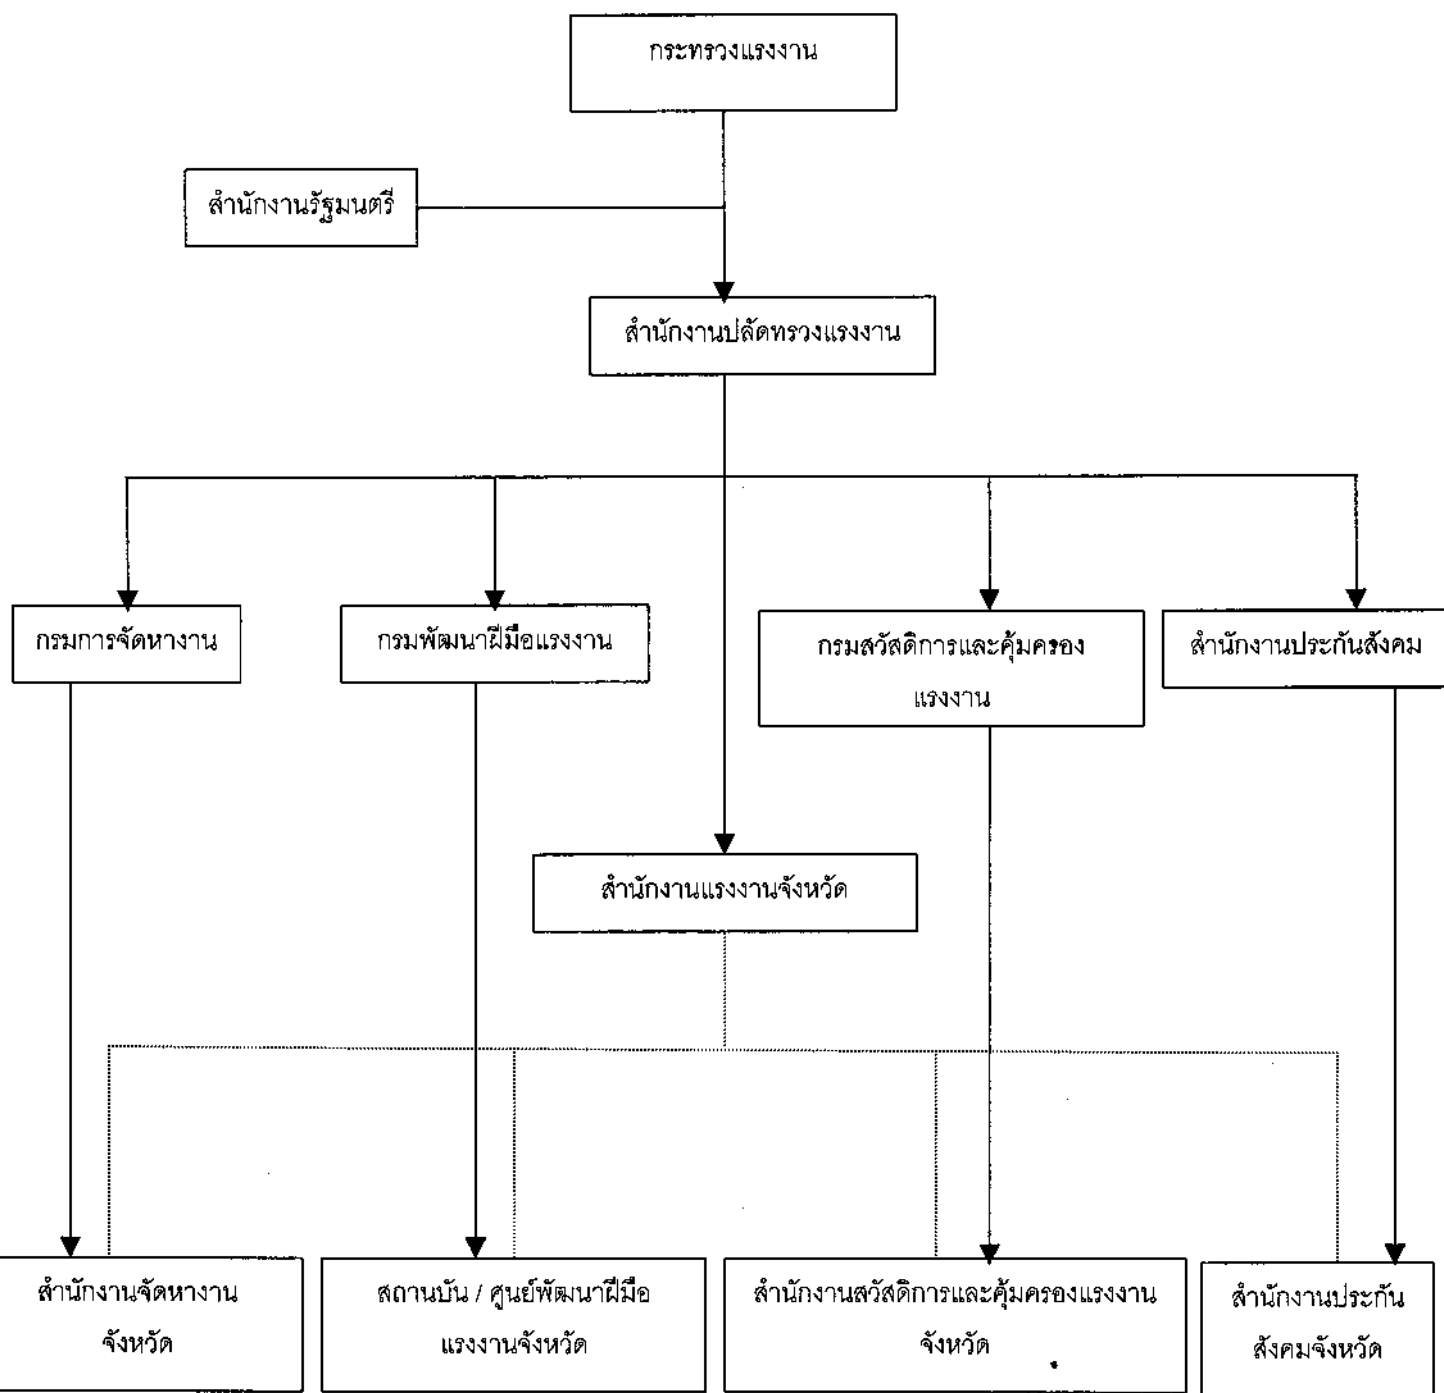 กระทรวงแรงงาน
สำนักงานรัฐมนตรี
สำนักงานปลัดทรวงแรงงาน
กรมการจัดหางาน
กรมพัฒนาฝีมือแรงงาน
กรมสวัสดิการและคุ้มครอง
แรงงาน
สำนักงานประกันสังคม
สำนักงานแรงงานจังหวัด
สำนักงานจัดหางาน
จังหวัด
สถานบัน / ศูนย์พัฒนาฝีมือ
แรงงานจังหวัด
สำนักงานสวัสดิการและคุ้มครองแรงงาน
จังหวัด
สำนักงานประกัน
สังคมจังหวัด